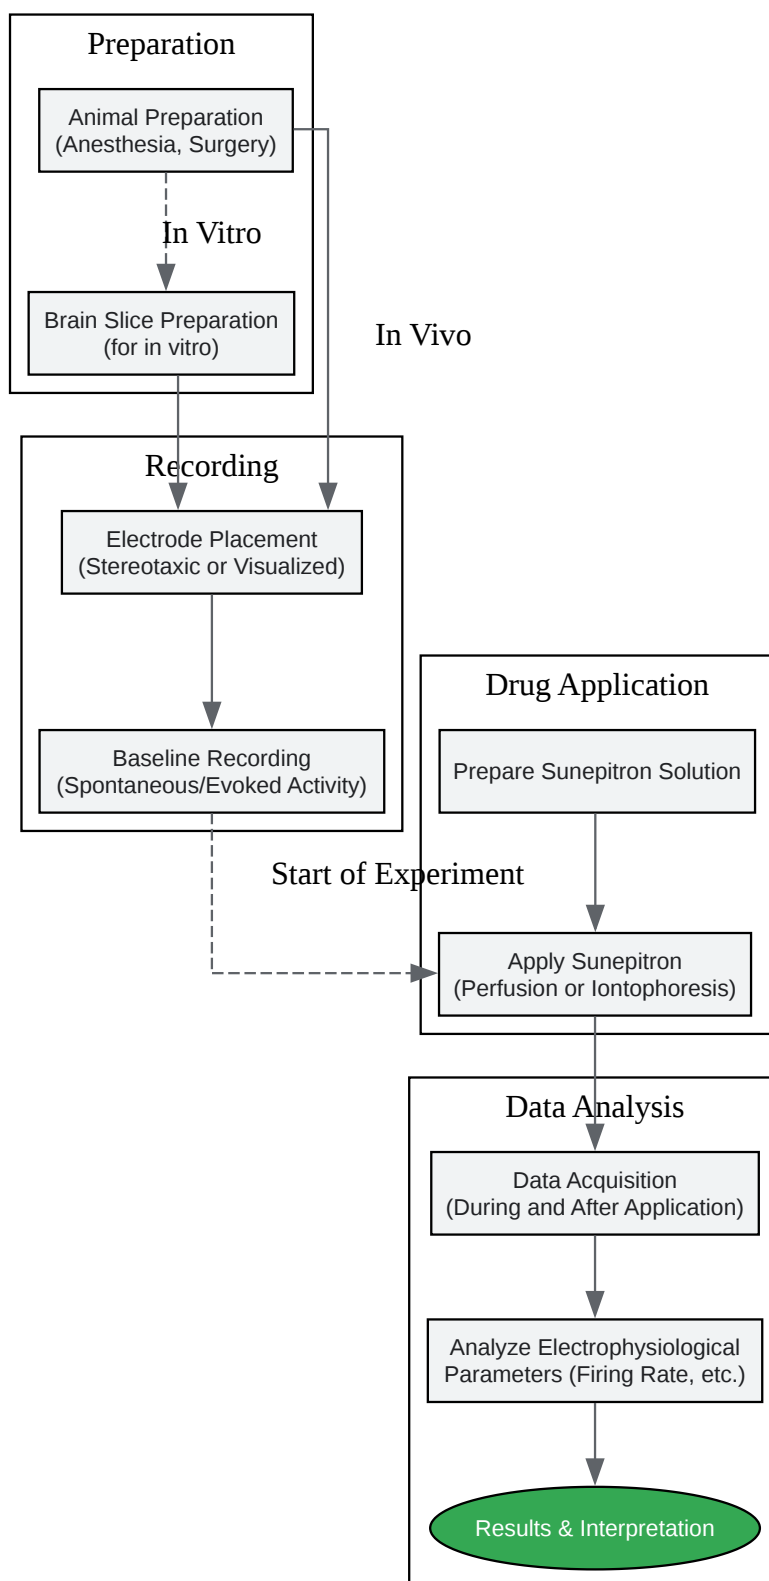 Preparation
Animal Preparation
(Anesthesia, Surgery)
In Vitro
Brain Slice Preparation
(for in vitro)
In Vivo
Recording
Electrode Placement
(Stereotaxic or Visualized)
Baseline Recording
(Spontaneous/Evoked Activity)
Drug Application
Prepare Sunepitron Solution
Start of Experiment
Apply Sunepitron
(Perfusion or Iontophoresis)
Data Analysis
Data Acquisition
(During and After Application)
Analyze Electrophysiological
Parameters (Firing Rate, etc.)
Results & Interpretation